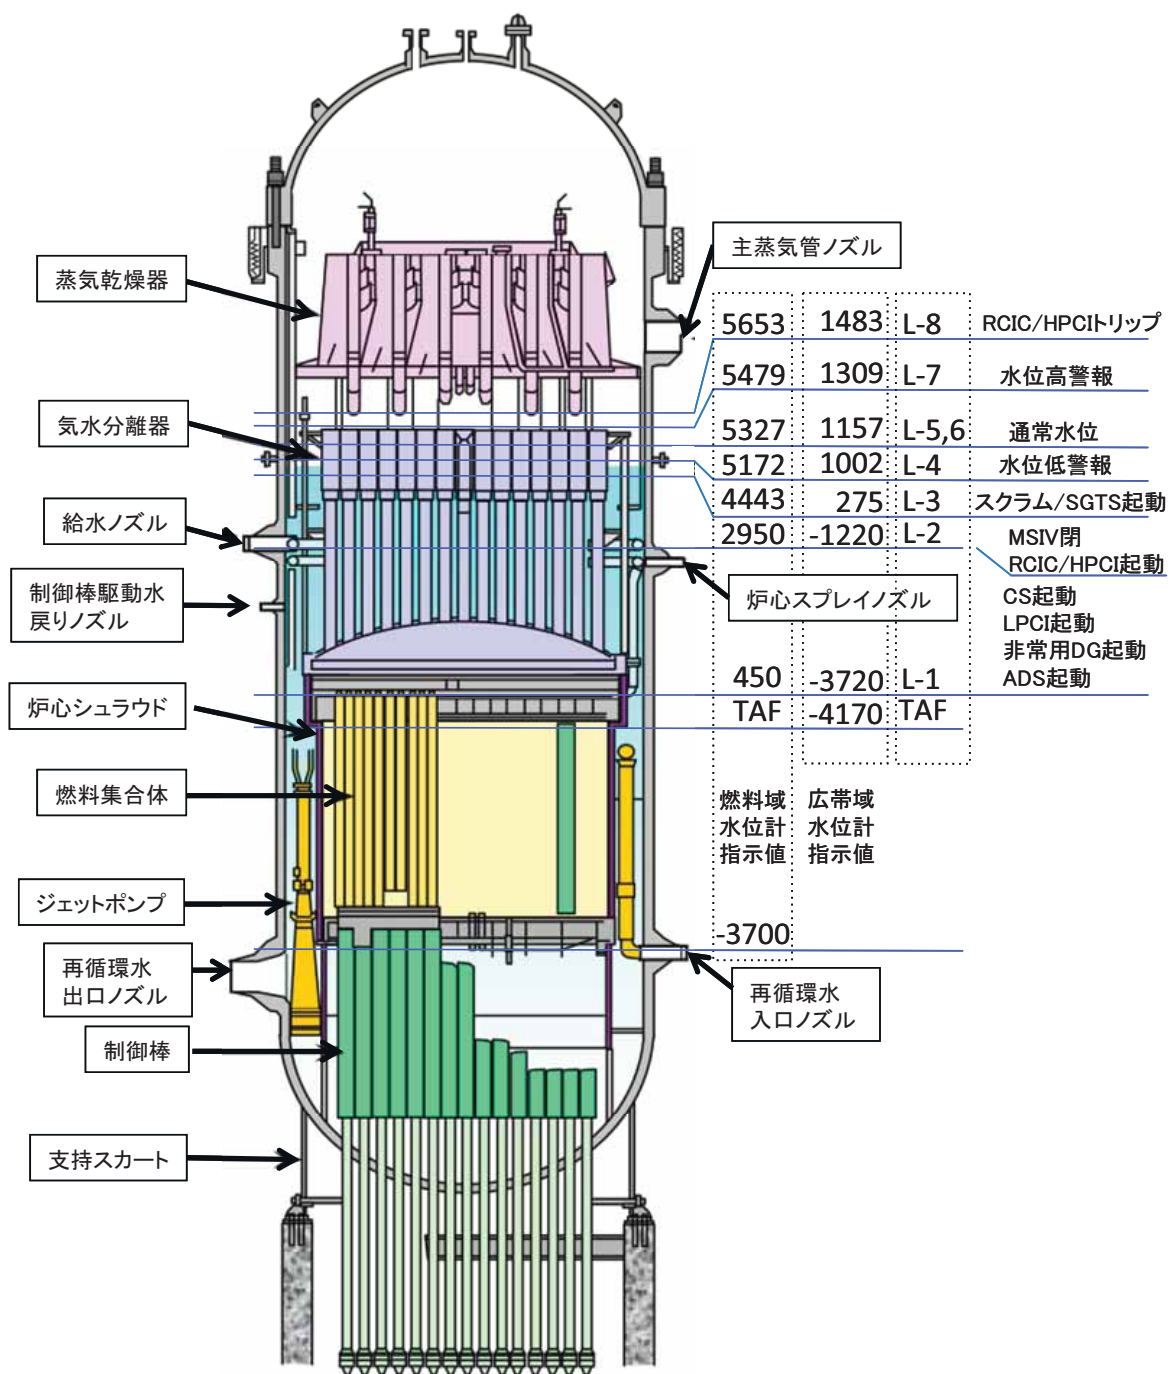 主蒸気管ノズル
蒸気乾燥器
気水分離器
給水ノズル
制御棒駆動水
戻りノズル
炉心シュラウド
燃料集合体
ジェットポンプ
再循環水
出口ノズル
制御棒
支持スカート
5653 1483 L-8 RCIC/HPCIトリップ
5479 1309 L-7 水位高警報
5327 1157 L-5,6 通常水位
5172 1002 L-4 水位低警報
4443 275 L-3 スクラム/SGTS起動
2950 -1220 L-2 MSIV閉
RCIC/HPCI起動
炉心スプレイノズル
CS起動
LPCI起動
非常用DG起動
450 -3720 L-1 ADS起動
TAF -4170 TAF
燃料域
水位計
指示値
広帯域
水位計
指示値
-3700
再循環水
入口ノズル